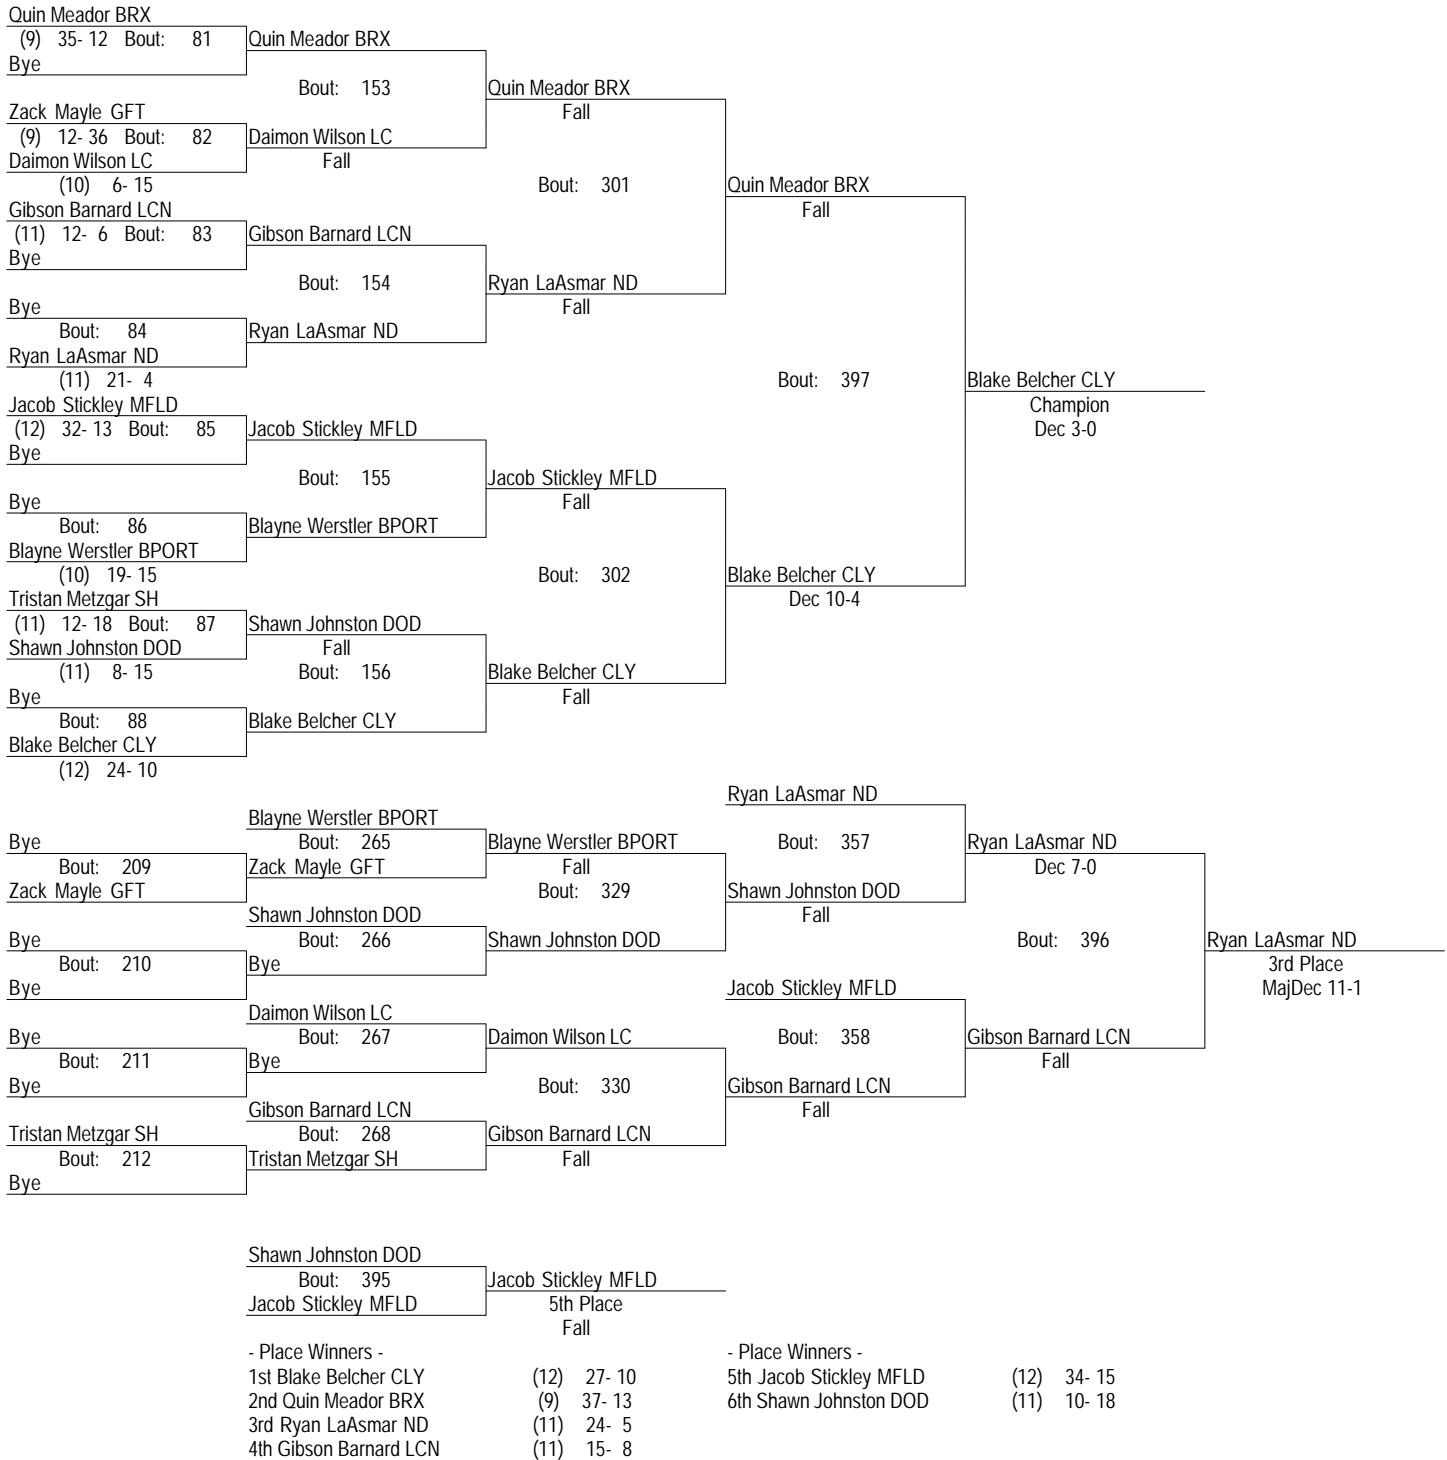 Quin Meador BRX
(9) 35- 12 Bout: 81 Quin Meador BRX
Bye
Bout: 153 Quin Meador BRX
Zack Mayle GFT Fall
(9) 12- 36 Bout: 82 Daimon Wilson LC
Daimon Wilson LC Fall
(10) 6- 15 Bout: 301 Quin Meador BRX
Gibson Barnard LCN Fall
(11) 12- 6 Bout: 83 Gibson Barnard LCN
Bye
Bout: 154 Ryan LaAsmar ND
Bye Fall
Bout: 84 Ryan LaAsmar ND
Ryan LaAsmar ND
(11) 21- 4 Bout: 397 Blake Belcher CLY
Jacob Stickley MFLD Champion
(12) 32- 13 Bout: 85 Jacob Stickley MFLD Dec 3-0
Bye
Bout: 155 Jacob Stickley MFLD
Bye Fall
Bout: 86 Blayne Werstler BPORT
Blayne Werstler BPORT
(10) 19- 15 Bout: 302 Blake Belcher CLY
Tristan Metzgar SH Dec 10-4
(11) 12- 18 Bout: 87 Shawn Johnston DOD
Shawn Johnston DOD Fall
(11) 8- 15 Bout: 156 Blake Belcher CLY
Bye Fall
Bout: 88 Blake Belcher CLY
Blake Belcher CLY
(12) 24- 10
Ryan LaAsmar ND
Blayne Werstler BPORT
Bye Bout: 265 Blayne Werstler BPORT Bout: 357 Ryan LaAsmar ND
Bout: 209 Zack Mayle GFT Fall Dec 7-0
Zack Mayle GFT Bout: 329 Shawn Johnston DOD
Shawn Johnston DOD Fall
Bye Bout: 266 Shawn Johnston DOD Bout: 396 Ryan LaAsmar ND
Bout: 210 Bye 3rd Place
Bye Jacob Stickley MFLD MajDec 11-1
Daimon Wilson LC
Bye Bout: 267 Daimon Wilson LC Bout: 358 Gibson Barnard LCN
Bout: 211 Bye Fall
Bye Bout: 330 Gibson Barnard LCN
Gibson Barnard LCN Fall
Tristan Metzgar SH Bout: 268 Gibson Barnard LCN
Bout: 212 Tristan Metzgar SH Fall
Bye
Shawn Johnston DOD
Bout: 395 Jacob Stickley MFLD
Jacob Stickley MFLD 5th Place
Fall
- Place Winners - - Place Winners -
1st Blake Belcher CLY (12) 27- 10 5th Jacob Stickley MFLD (12) 34- 15
2nd Quin Meador BRX (9) 37- 13 6th Shawn Johnston DOD (11) 10- 18
3rd Ryan LaAsmar ND (11) 24- 5
4th Gibson Barnard LCN (11) 15- 8